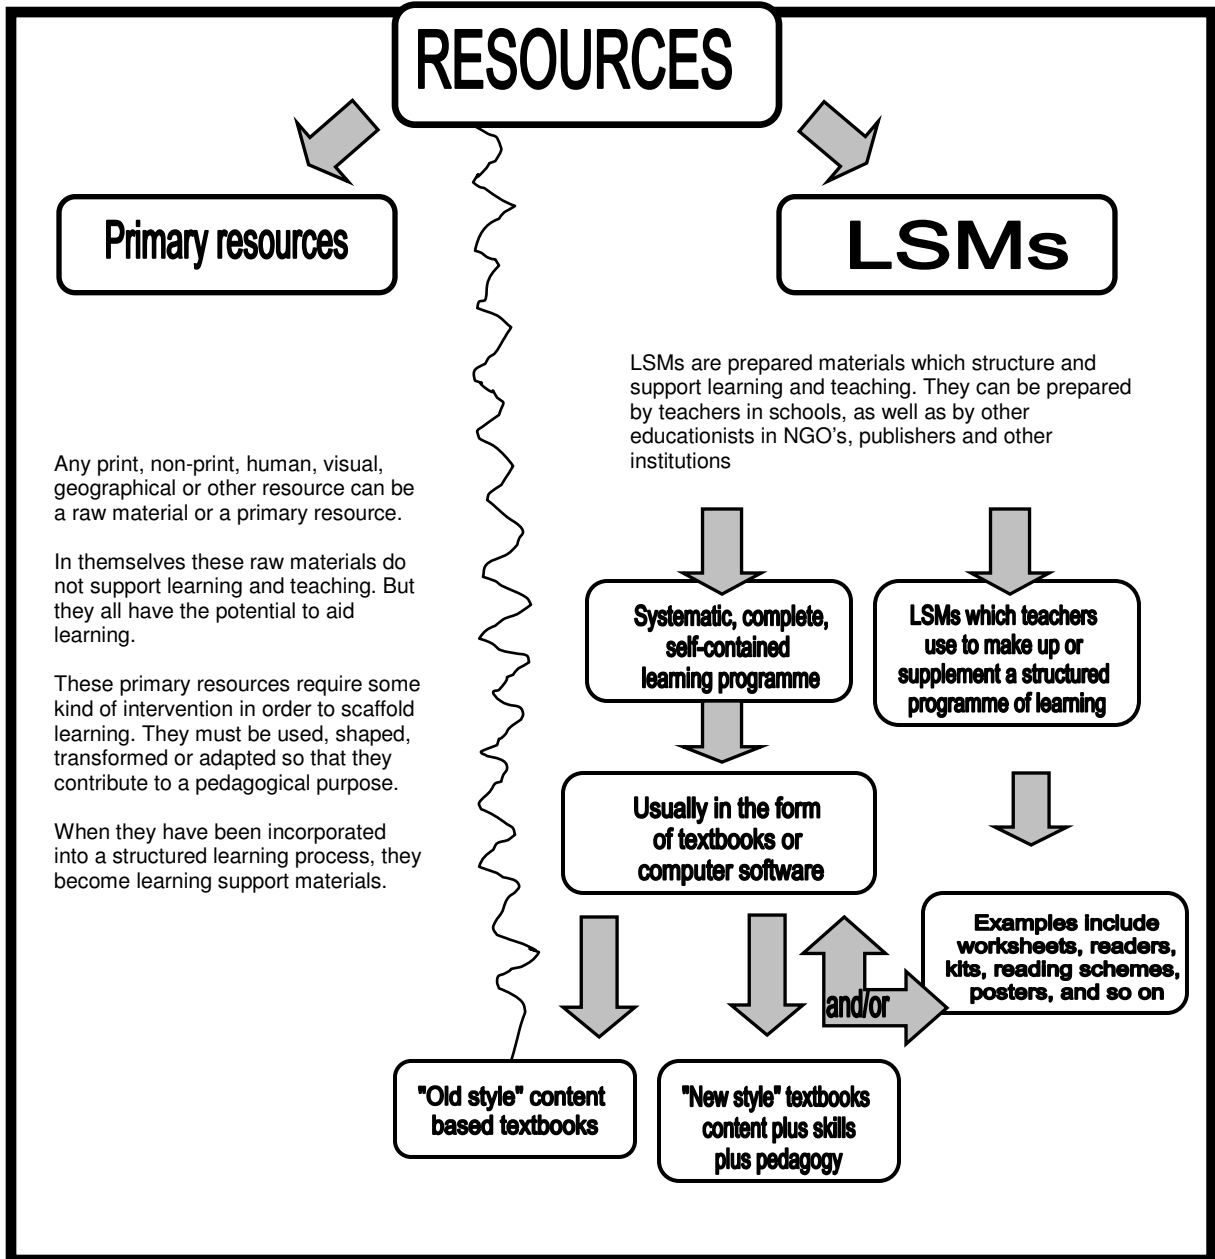 RESOURCES
Primary resources
LSMs
Any print, non-print, human, visual,
geographical or other resource can be
a raw material or a primary resource.
In themselves these raw materials do
not support learning and teaching. But
they all have the potential to aid
learning.
These primary resources require some
kind of intervention in order to scaffold
learning. They must be used, shaped,
transformed or adapted so that they
contribute to a pedagogical purpose.
When they have been incorporated
into a structured learning process, they
become learning support materials.
LSMs are prepared materials which structure and
support learning and teaching. They can be prepared
by teachers in schools, as well as by other
educationists in NGO’s, publishers and other
institutions
Systematic, complete,
self-contained
learning programme
LSMs which teachers
use to make up or
supplement a structured
programme of learning
Usually in the form
of textbooks or
computer software
Examples include
worksheets, readers,
kits, reading schemes,
posters, and so on
and/or
"Old style" content
based textbooks
"New style" textbooks
content plus skills
plus pedagogy